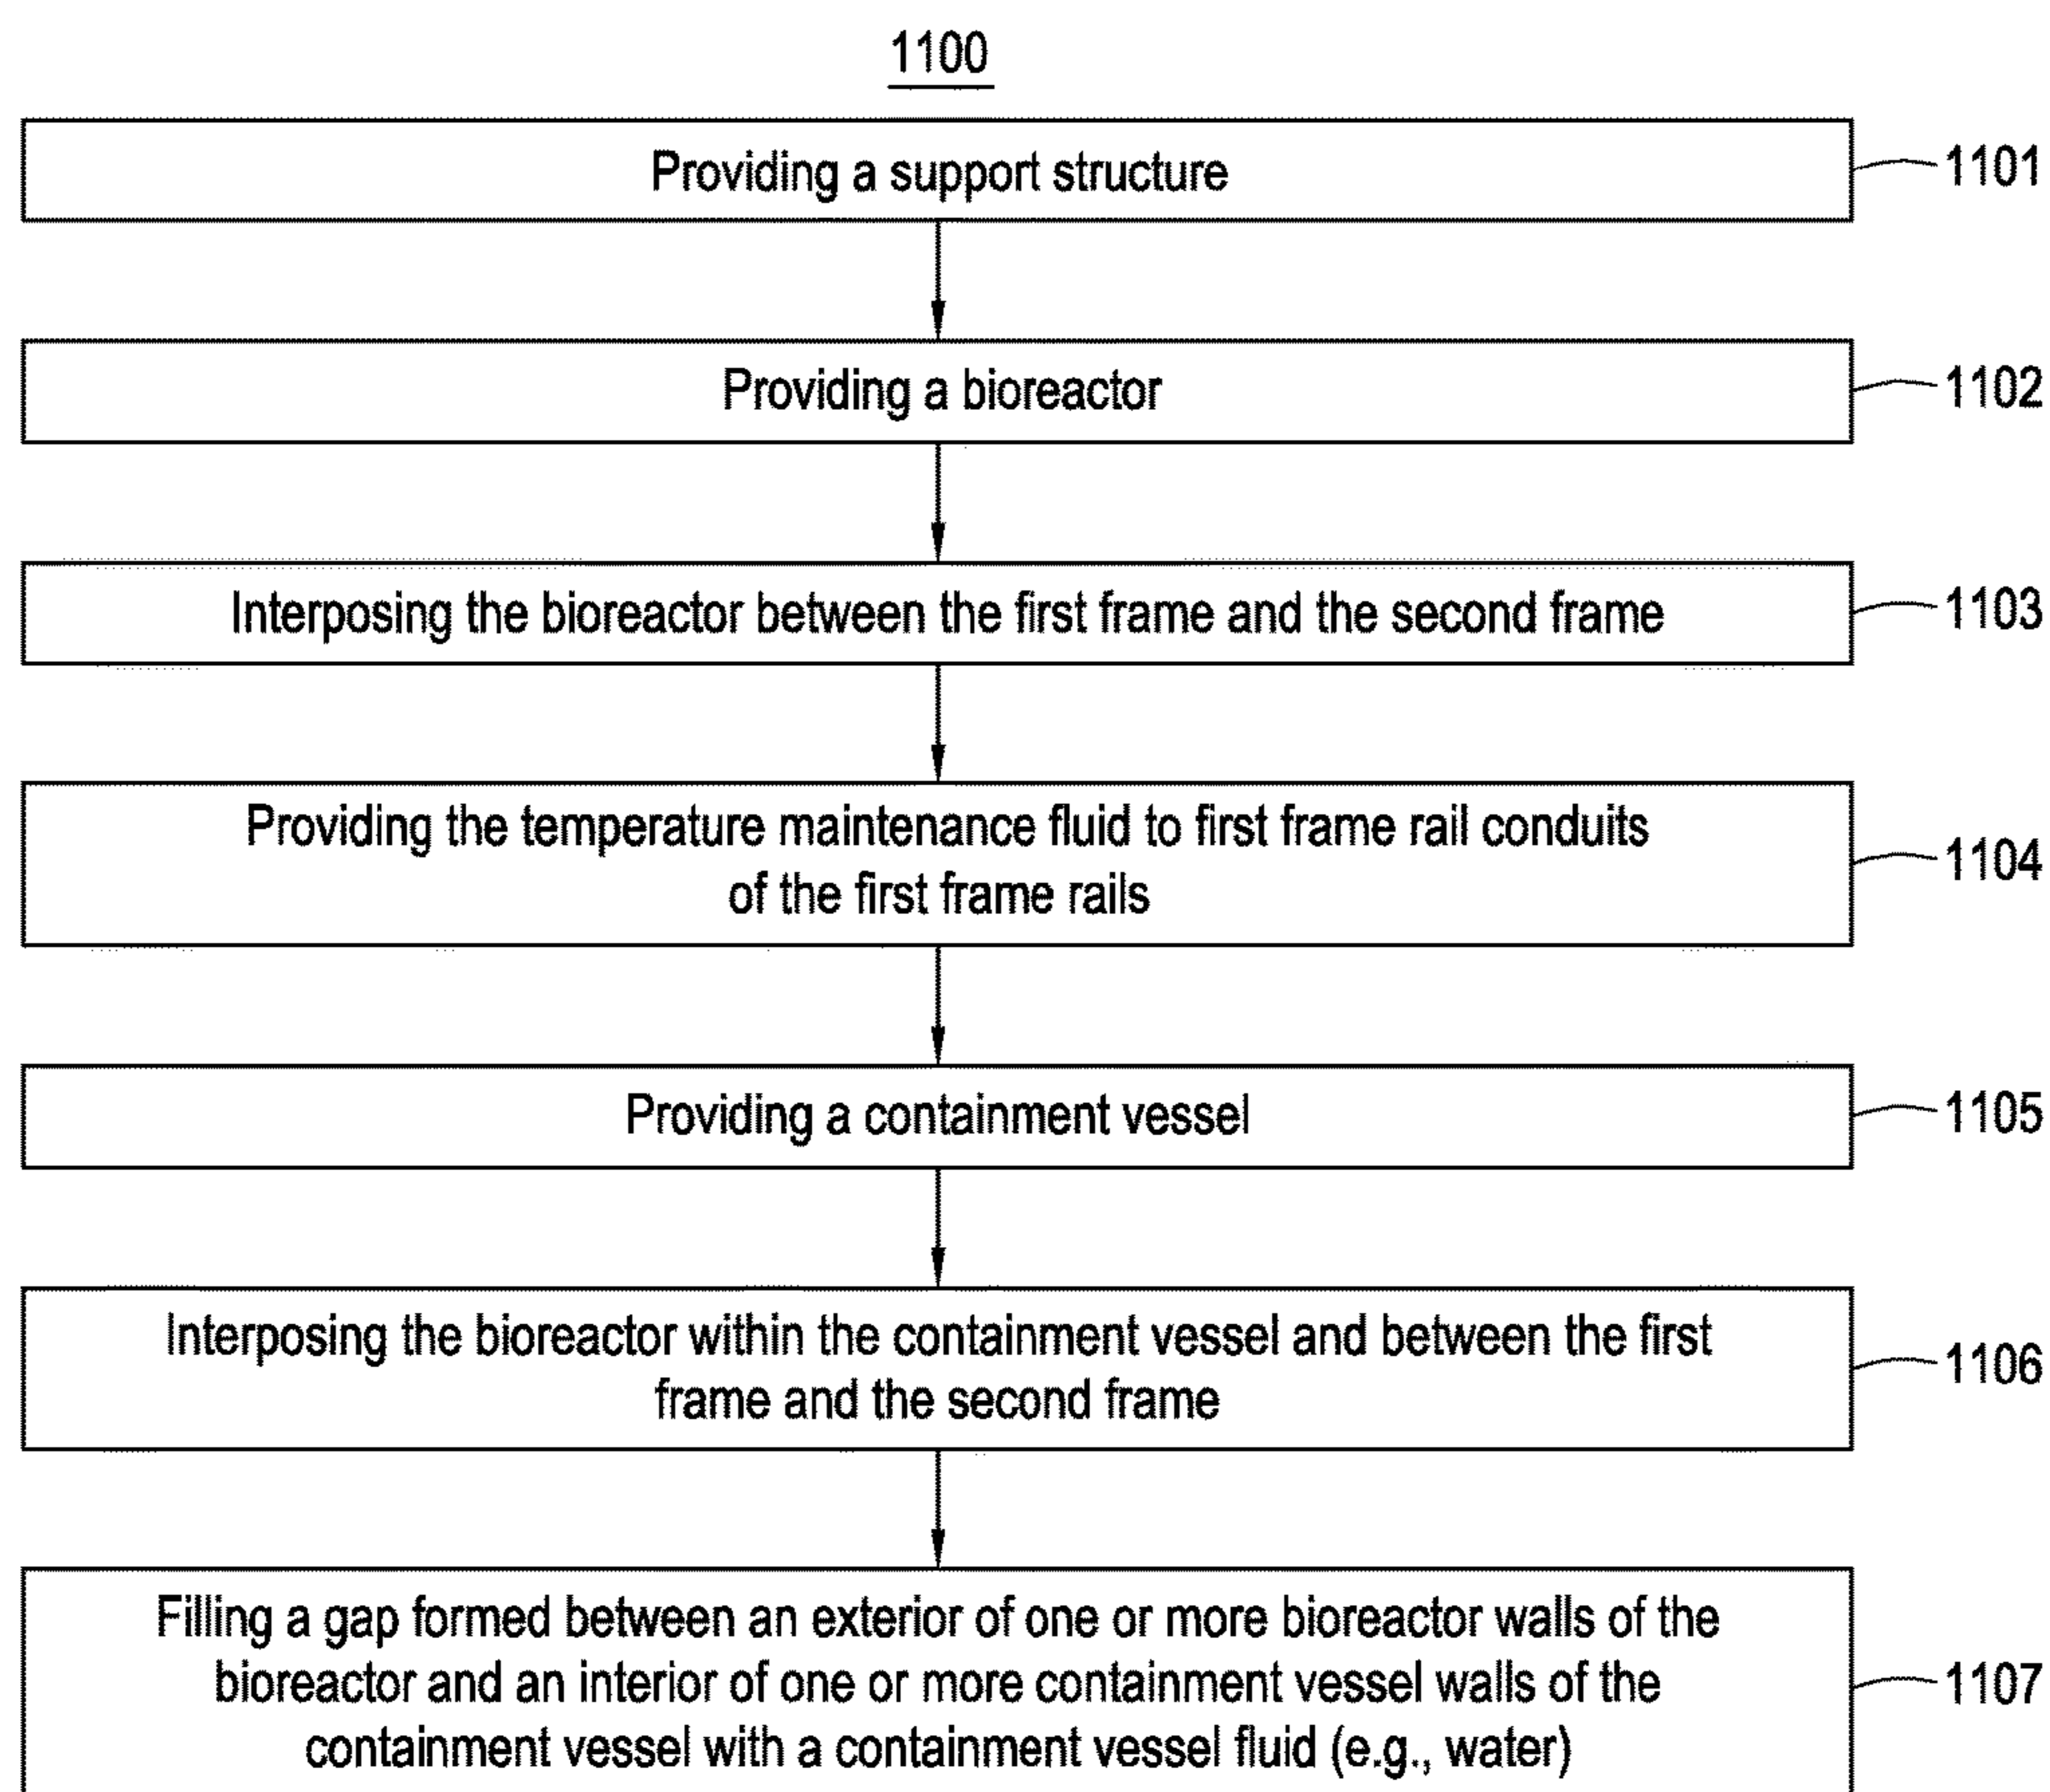 1100
Providing a support structure
1101
Providing a bioreactor
1102
Interposing the bioreactor between the first frame and the second frame
1103
Providing the temperature maintenance fluid to first frame rail conduits
of the first frame rails
1104
Providing a containment vessel
1105
Interposing the bioreactor within the containment vessel and between the first
frame and the second frame
1106
Filling a gap formed between an exterior of one or more bioreactor walls of the
bioreactor and an interior of one or more containment vessel walls of the
containment vessel with a containment vessel fluid (e.g., water)
1107